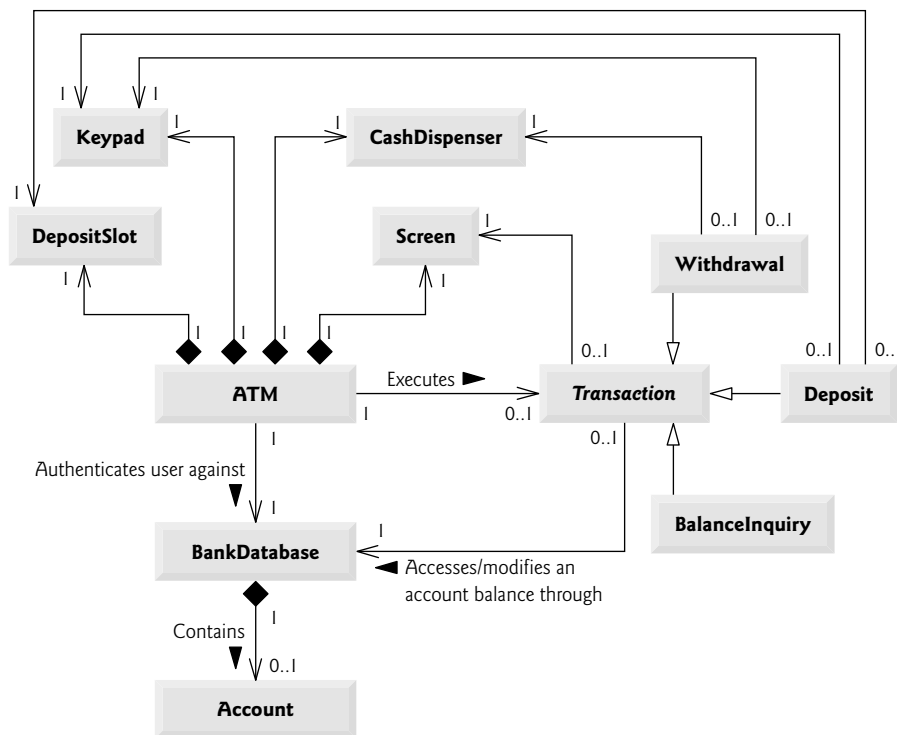 1
1
1
Keypad
1
1
CashDispenser
1
DepositSlot
1
1
Screen
1
0..1
0..1
Withdrawal
1
1
1
1
0..1
0..1
0..
ATM
Executes
1
0..1
Transaction
Deposit
1
0..1
Authenticates user against
1
1
BankDatabase
BalanceInquiry
Accesses/modifies an
account balance through
1
Contains
0..1
Account